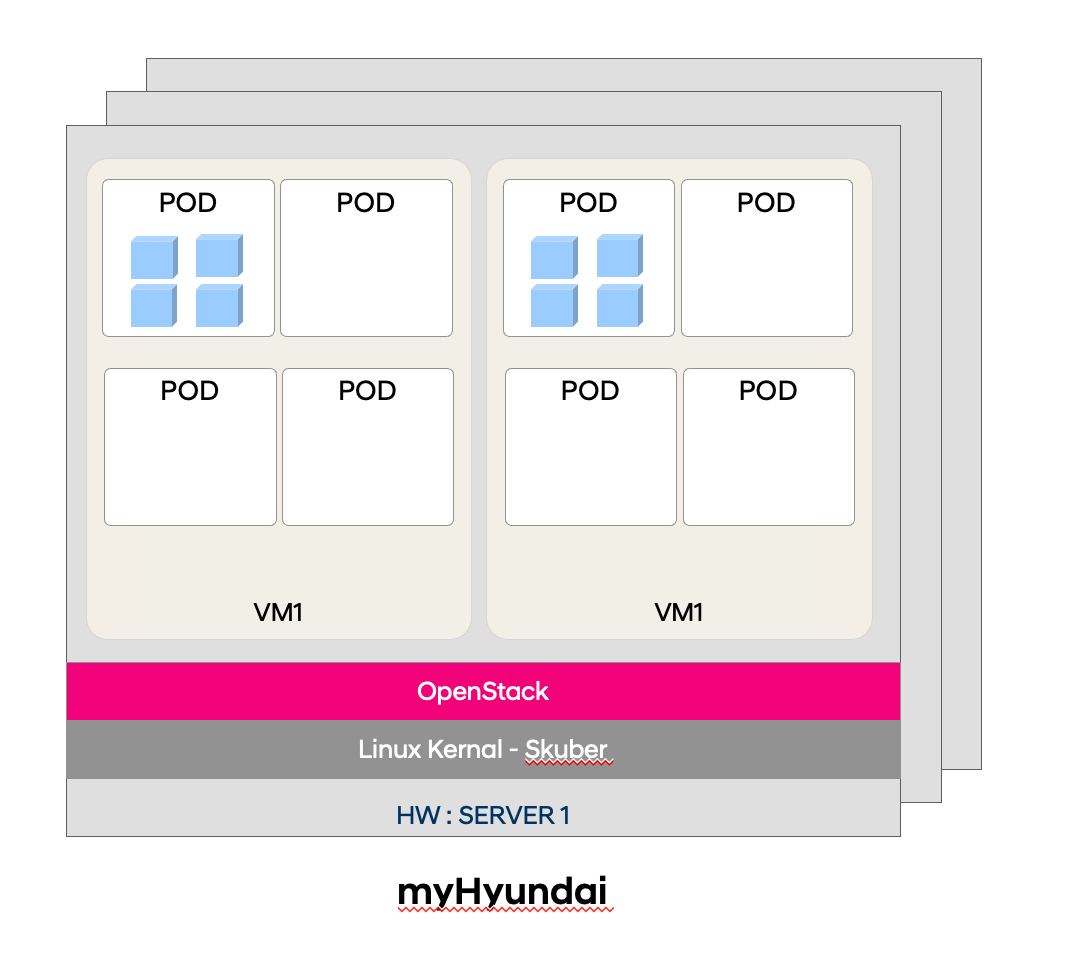 POD
POD
POD
POD
POD
POD
POD
POD
VM1
VM1
OpenStack
Linux Kernal - Skuber
HW : SERVER 1
myHyundai